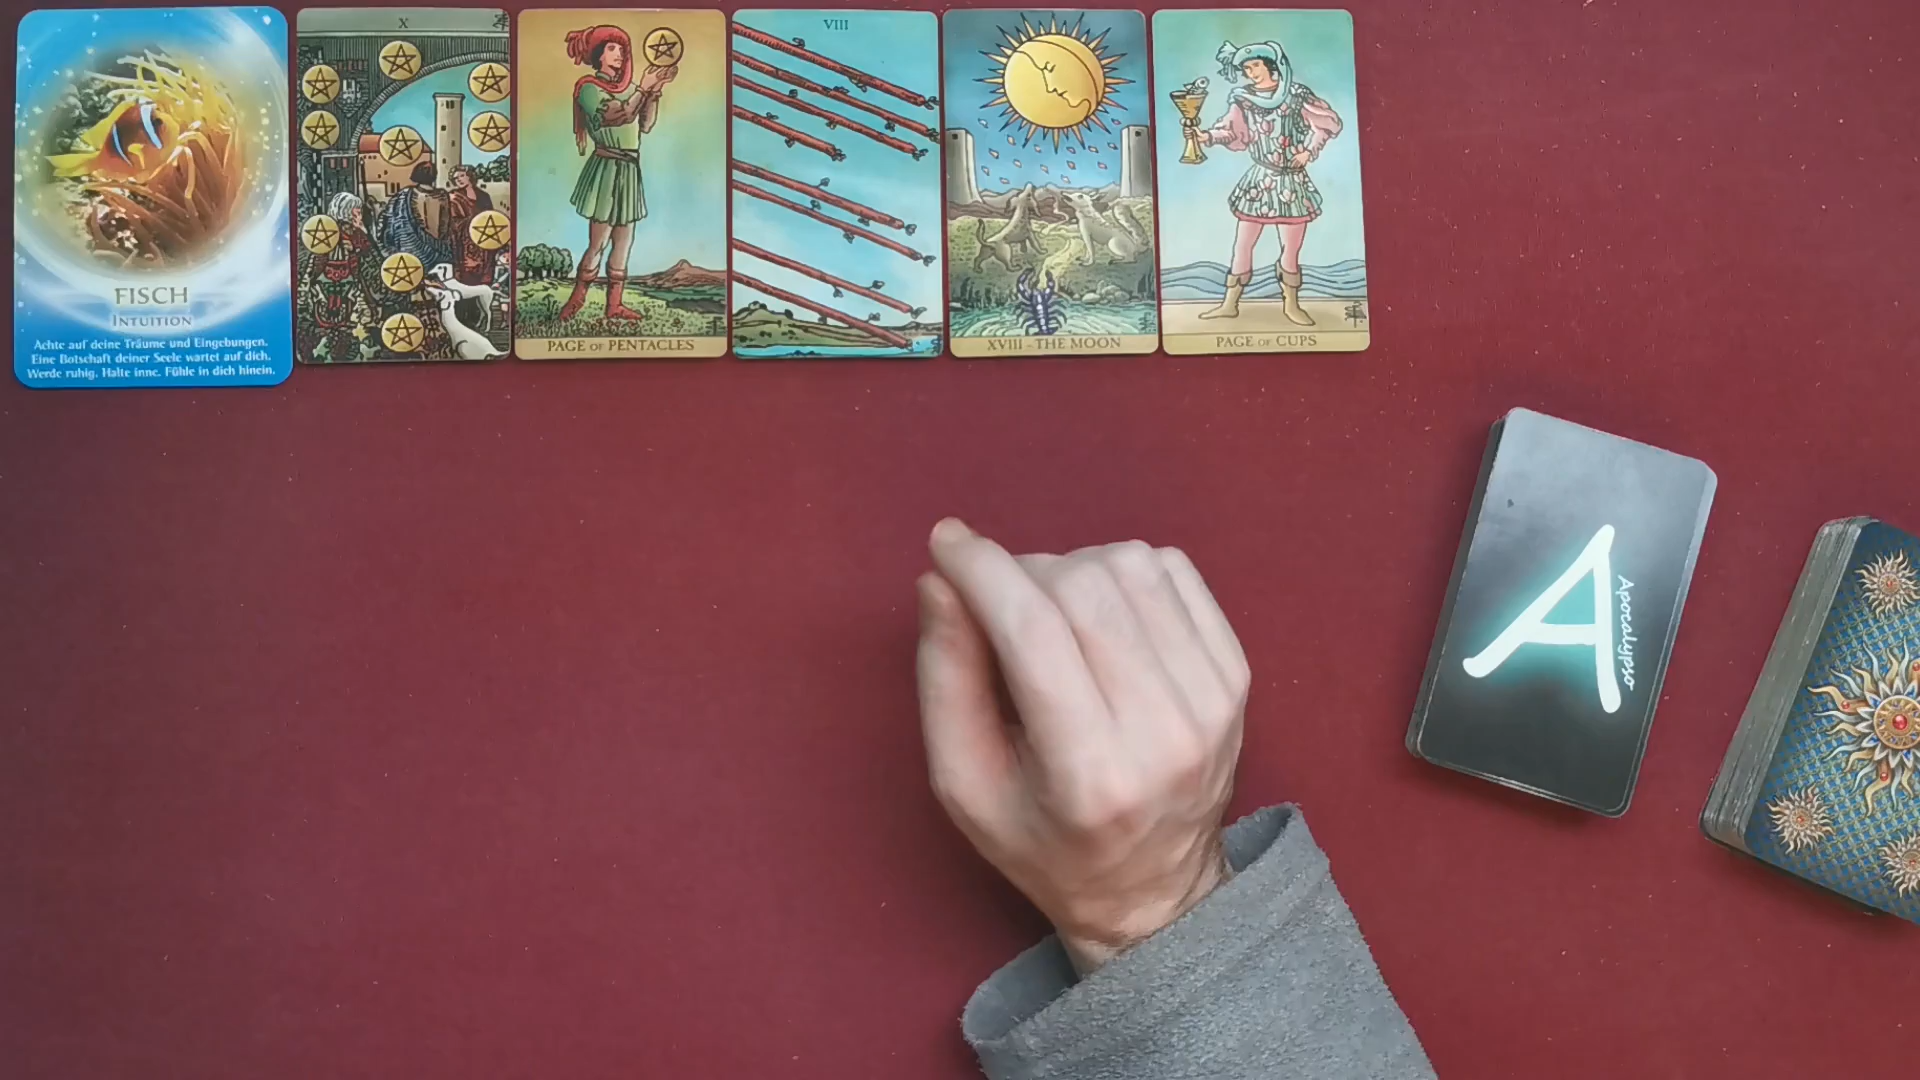 FISCH
INTUITION
Achte auf deine Träume und Eingebungen.
Eine Botschaft deiner Seele wartet auf dich.
Werde ruhig. Halte inne. Fühle in dich hinein.
X
PAGE OF PENTACLES
VIII
XVIII - THE MOON
PAGE OF CUPS
A
Apocalypso